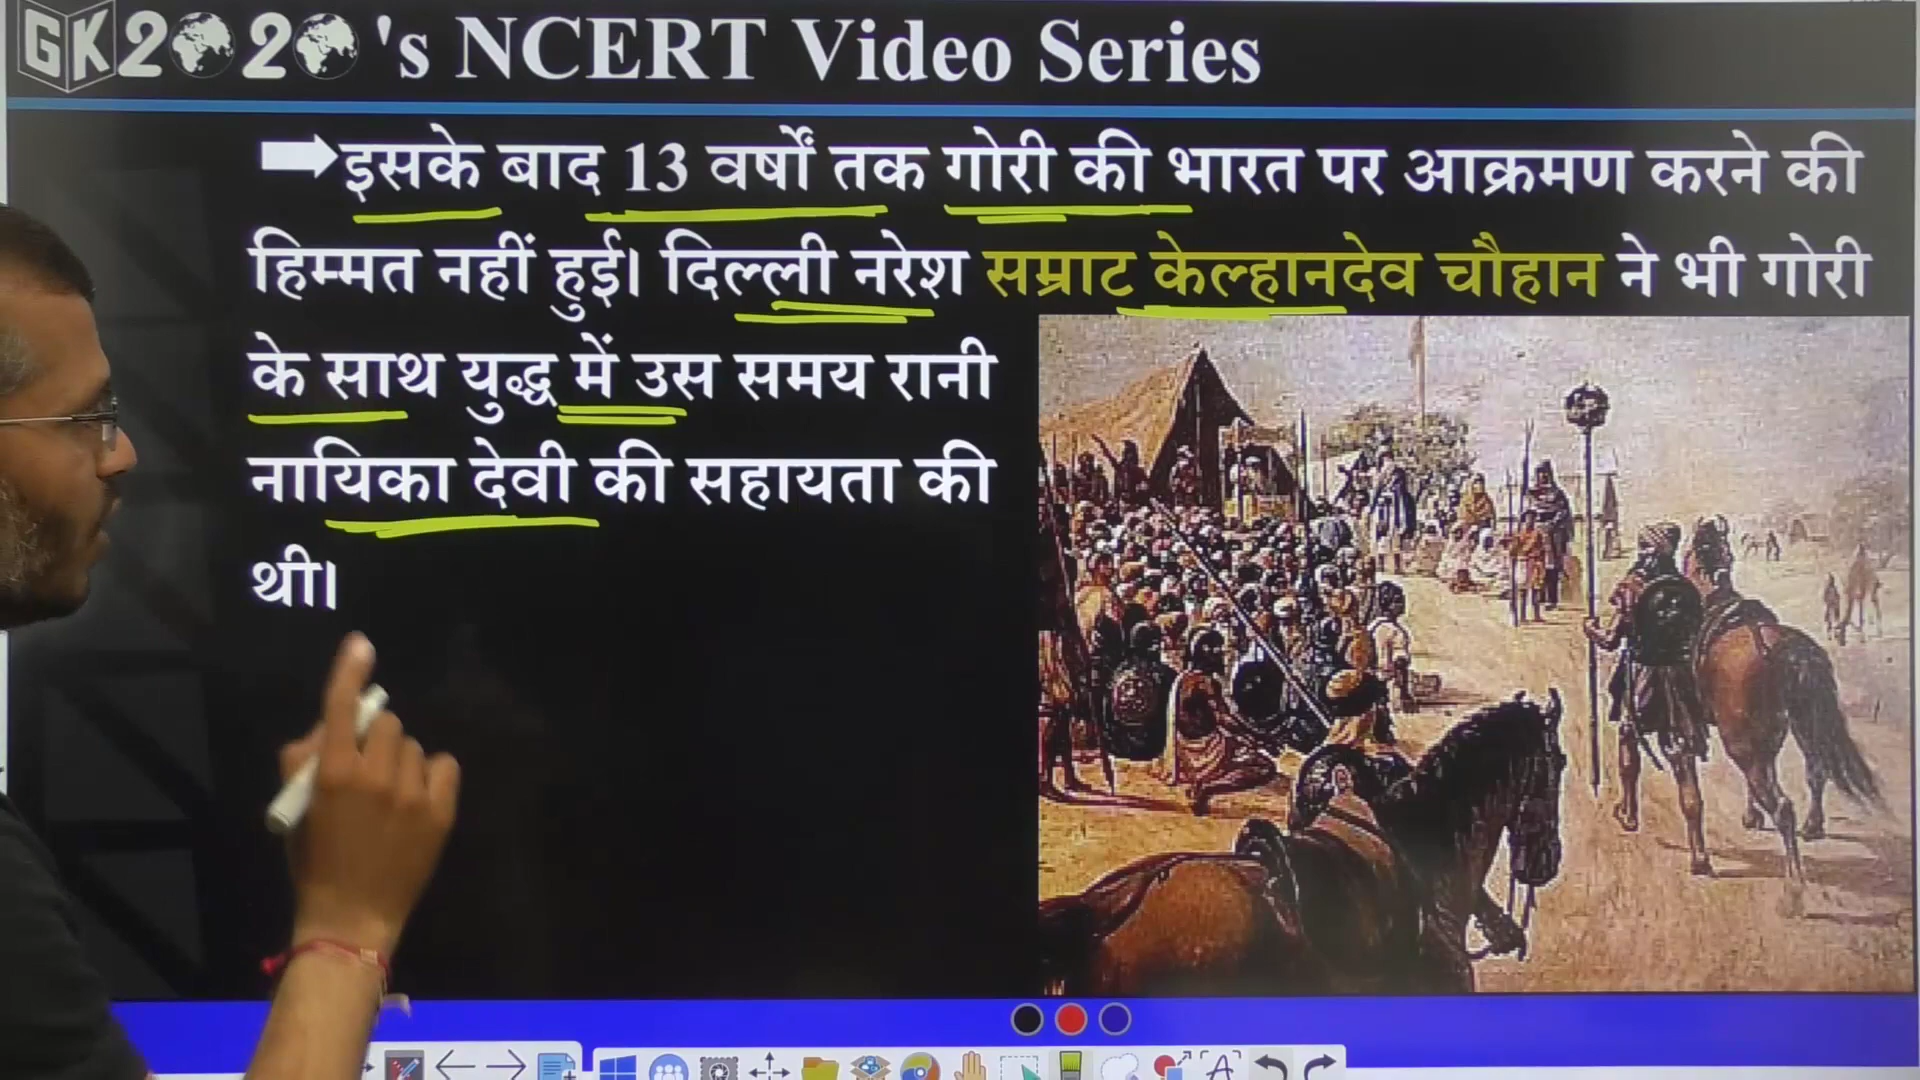 GK2020's NCERT Video Series
इसके बाद 13 वर्षों तक गोरी की भारत पर आक्रमण करने की
हिम्मत नहीं हुई। दिल्ली नरेश सम्राट केल्हानदेव चौहान ने भी गोरी
के साथ युद्ध में उस समय रानी
नायिका देवी की सहायता की
थी।